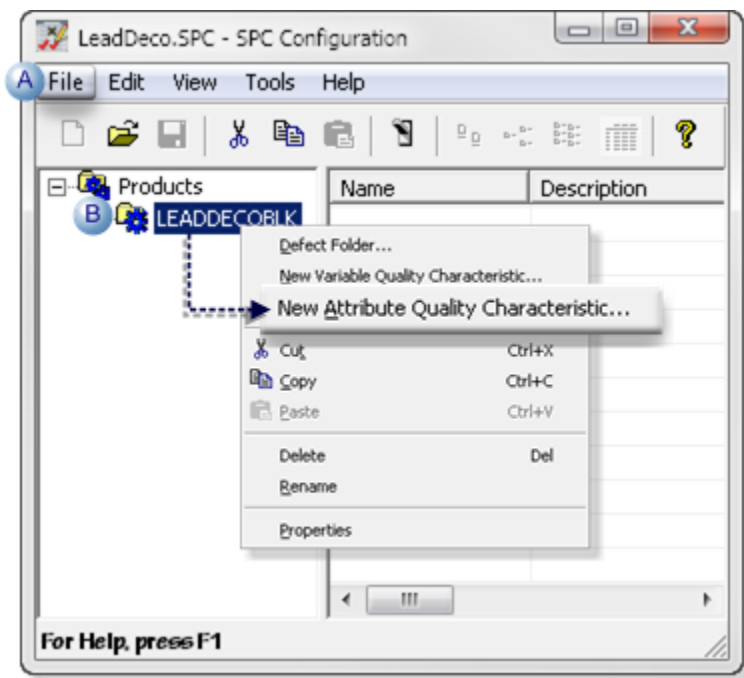 LeadDeco.SPC - SPC Configuration
A File Edit View Tools Help
Products
Name Description
B LEADDECOBLK
Defect Folder...
New Variable Quality Characteristic...
New Attribute Quality Characteristic...
Cut Ctrl+X
Copy Ctrl+C
Paste Ctrl+V
Delete Del
Rename
Properties
For Help, press F1